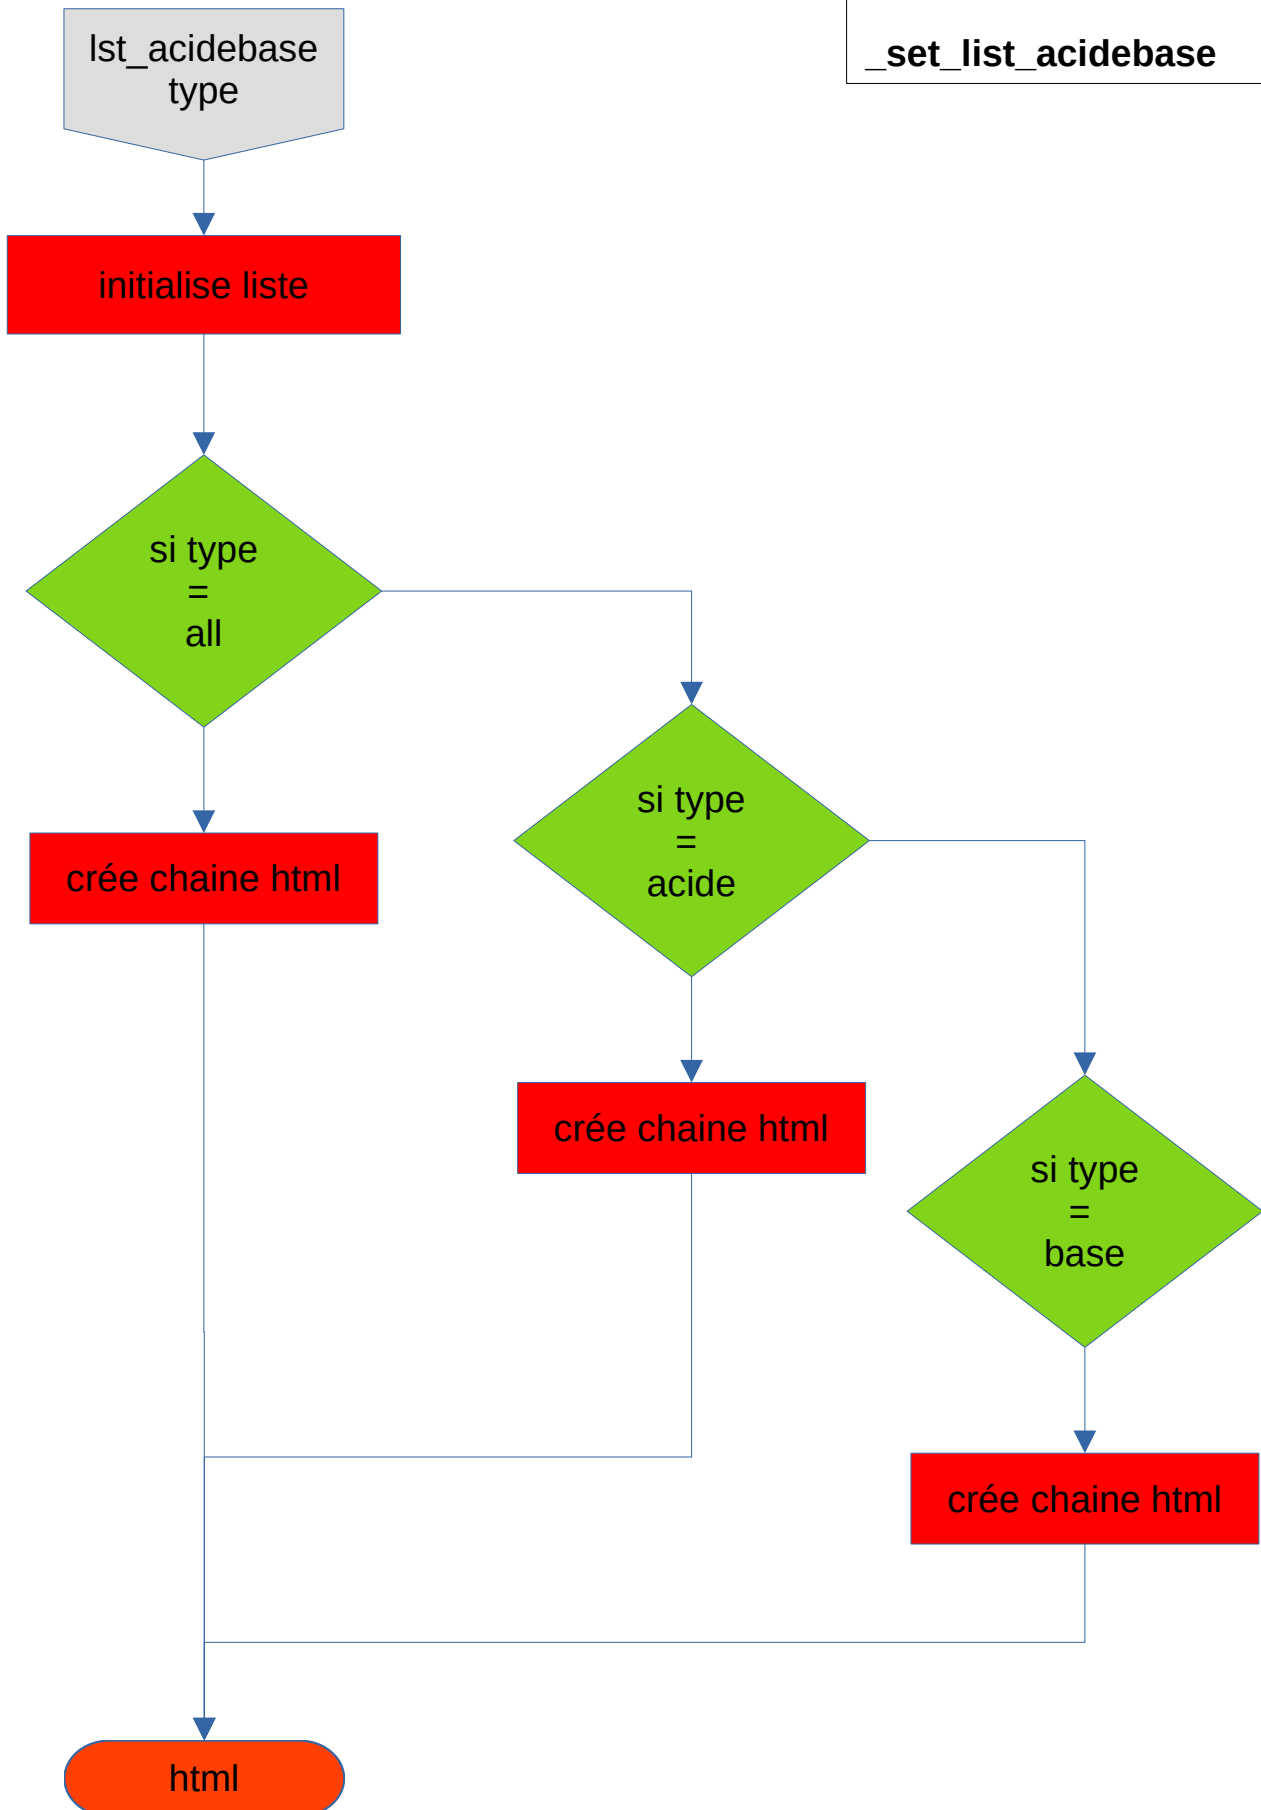 lst_acidebase
type
_set_list_acidebase
initialise liste
si type
=
all
crée chaine html
si type
=
acide
crée chaine html
si type
=
base
crée chaine html
html